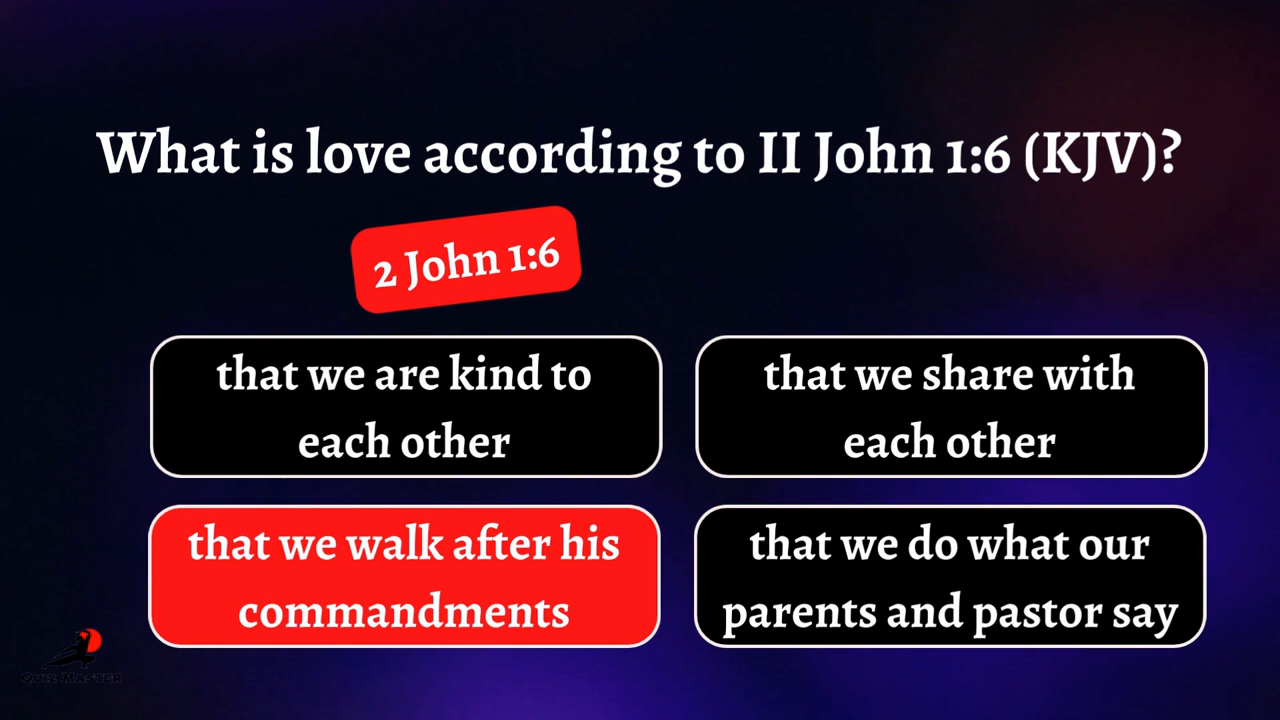 What is love according to II John 1:6 (KJV)?
2 John 1:6
that we are kind to
each other
that we share with
each other
that we walk after his
commandments
that we do what our
parents and pastor say
Quiz Master